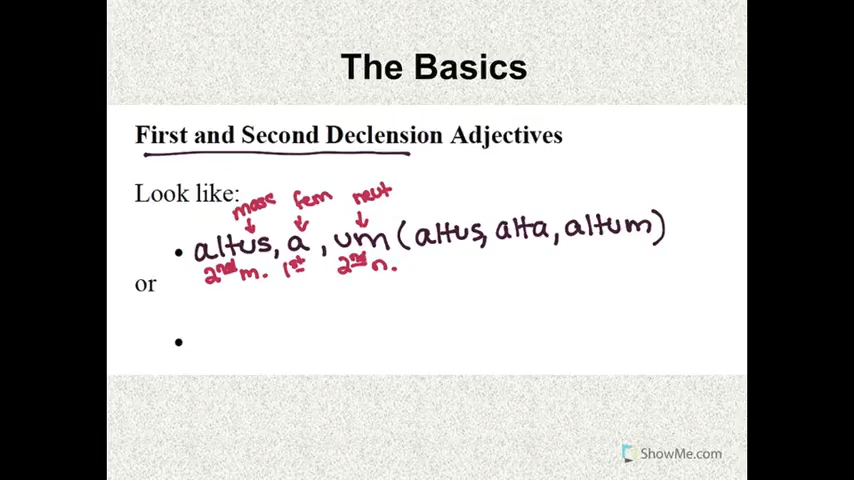 The Basics
First and Second Declension Adjectives
Look like:
masc fem neut
• altus, a, um (altus, alta, altum)
2nd m. 1st 2nd n.
or
•
ShowMe.com